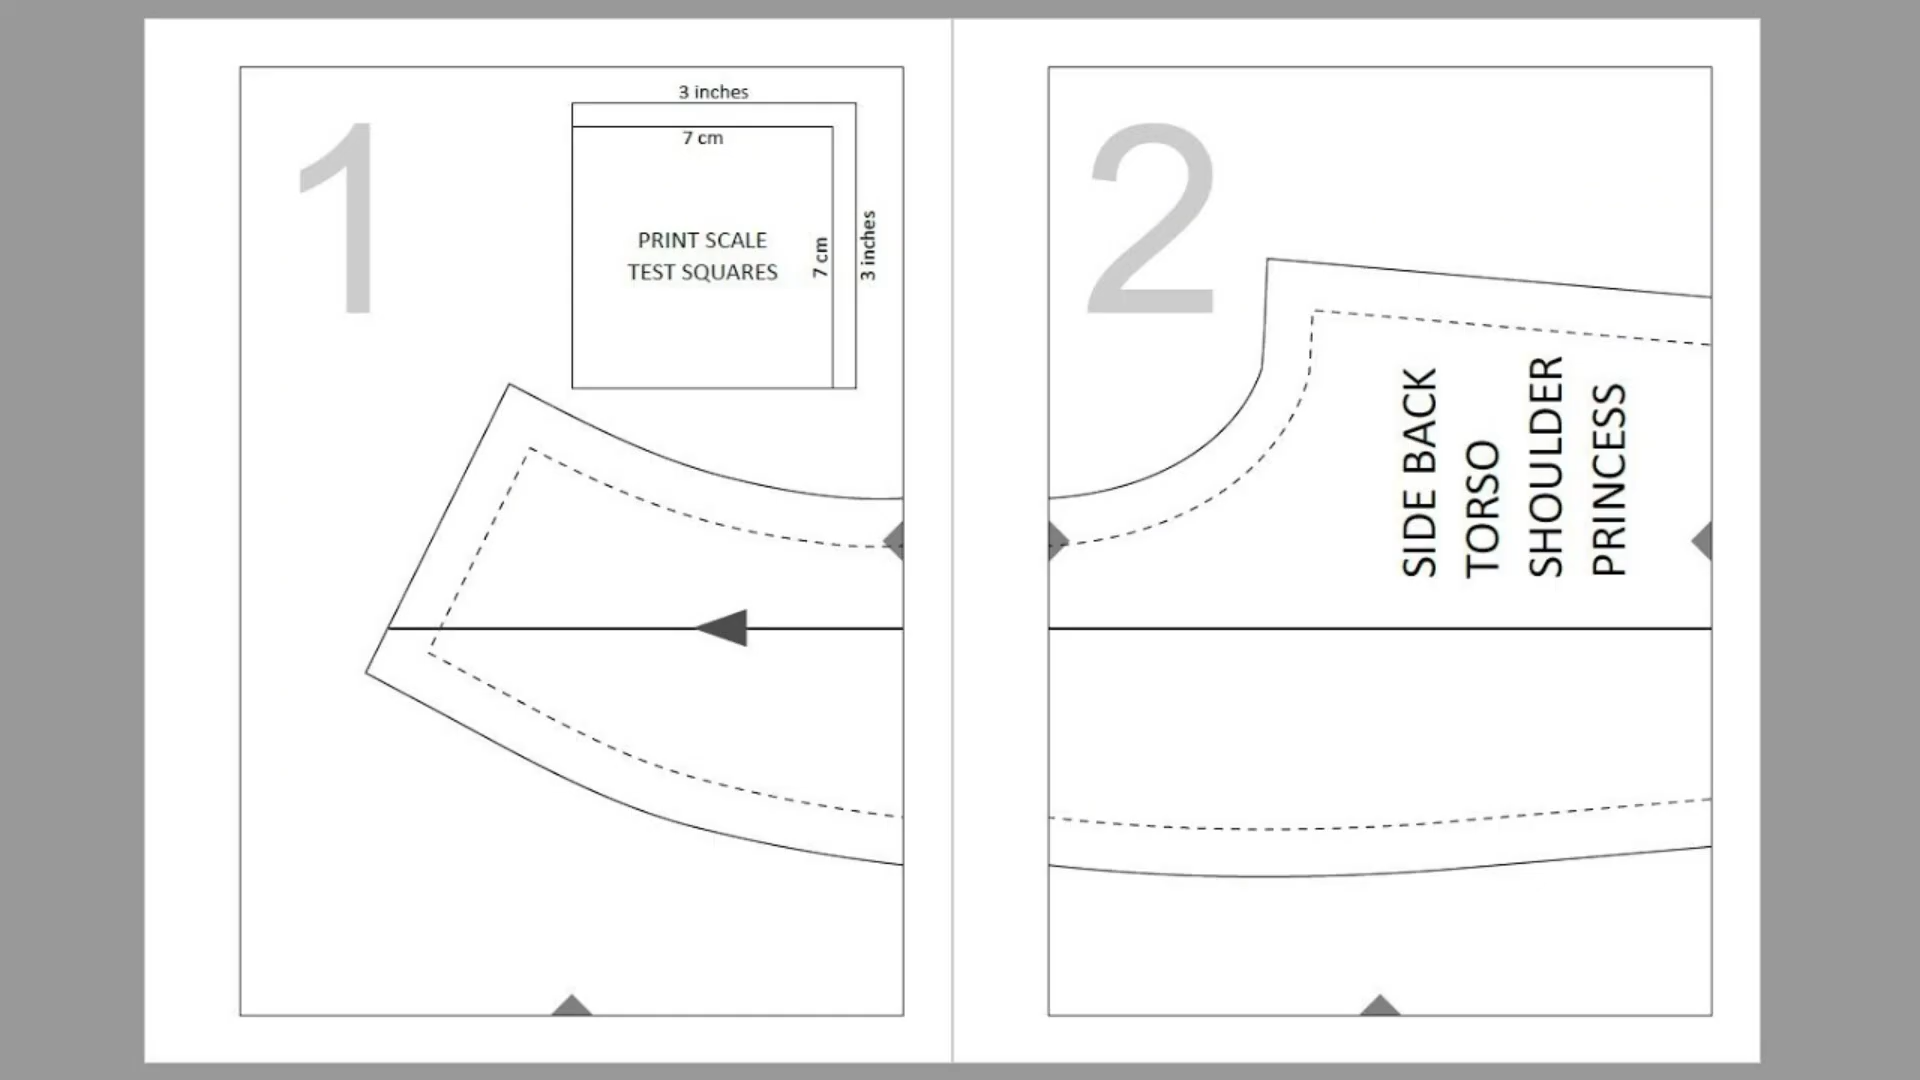 1
3 inches
7 cm
PRINT SCALE
TEST SQUARES
7 cm
3 inches
2
SIDE BACK
TORSO
SHOULDER
PRINCESS